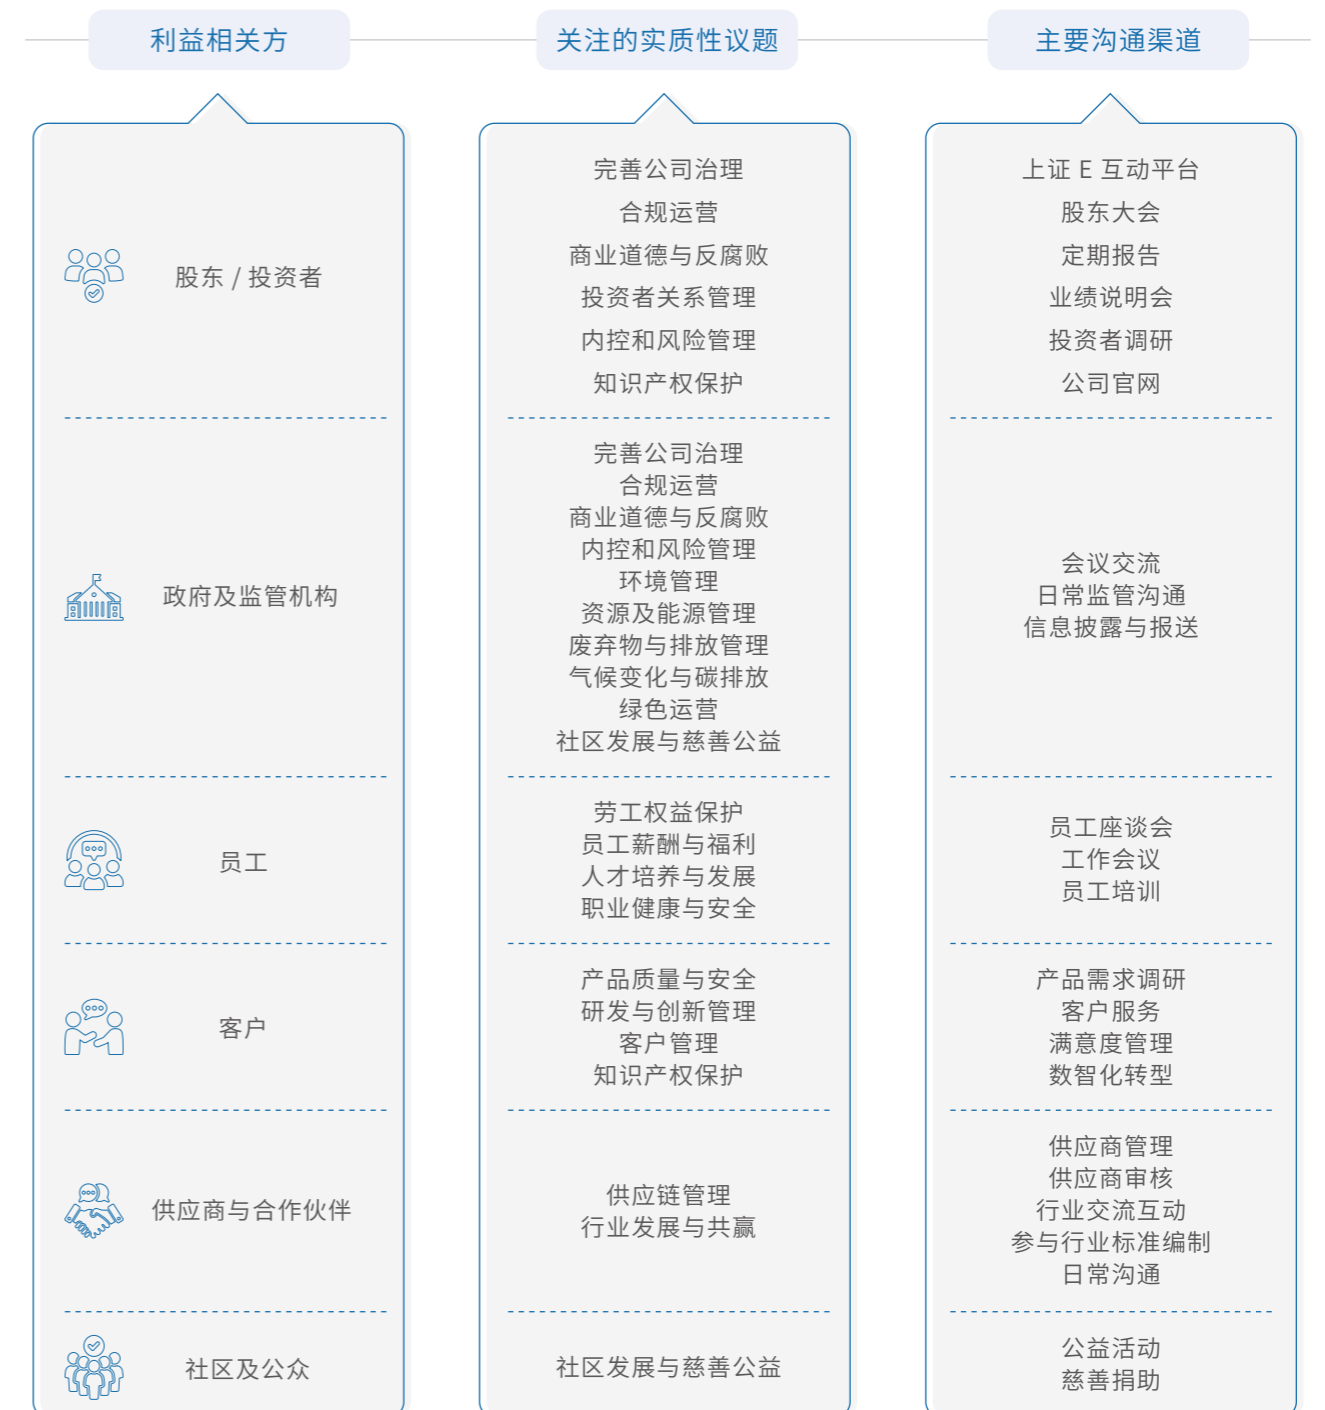 利益相关方
关注的实质性议题
主要沟通渠道
股东 / 投资者
完善公司治理
合规运营
商业道德与反腐败
投资者关系管理
内控和风险管理
知识产权保护
上证 E 互动平台
股东大会
定期报告
业绩说明会
投资者调研
公司官网
政府及监管机构
完善公司治理
合规运营
商业道德与反腐败
内控和风险管理
环境管理
资源及能源管理
废弃物与排放管理
气候变化与碳排放
绿色运营
社区发展与慈善公益
会议交流
日常监管沟通
信息披露与报送
员工
劳工权益保护
员工薪酬与福利
人才培养与发展
职业健康与安全
员工座谈会
工作会议
员工培训
客户
产品质量与安全
研发与创新管理
客户管理
知识产权保护
产品需求调研
客户服务
满意度管理
数智化转型
供应商与合作伙伴
供应链管理
行业发展与共赢
供应商管理
供应商审核
行业交流互动
参与行业标准编制
日常沟通
社区及公众
社区发展与慈善公益
公益活动
慈善捐助